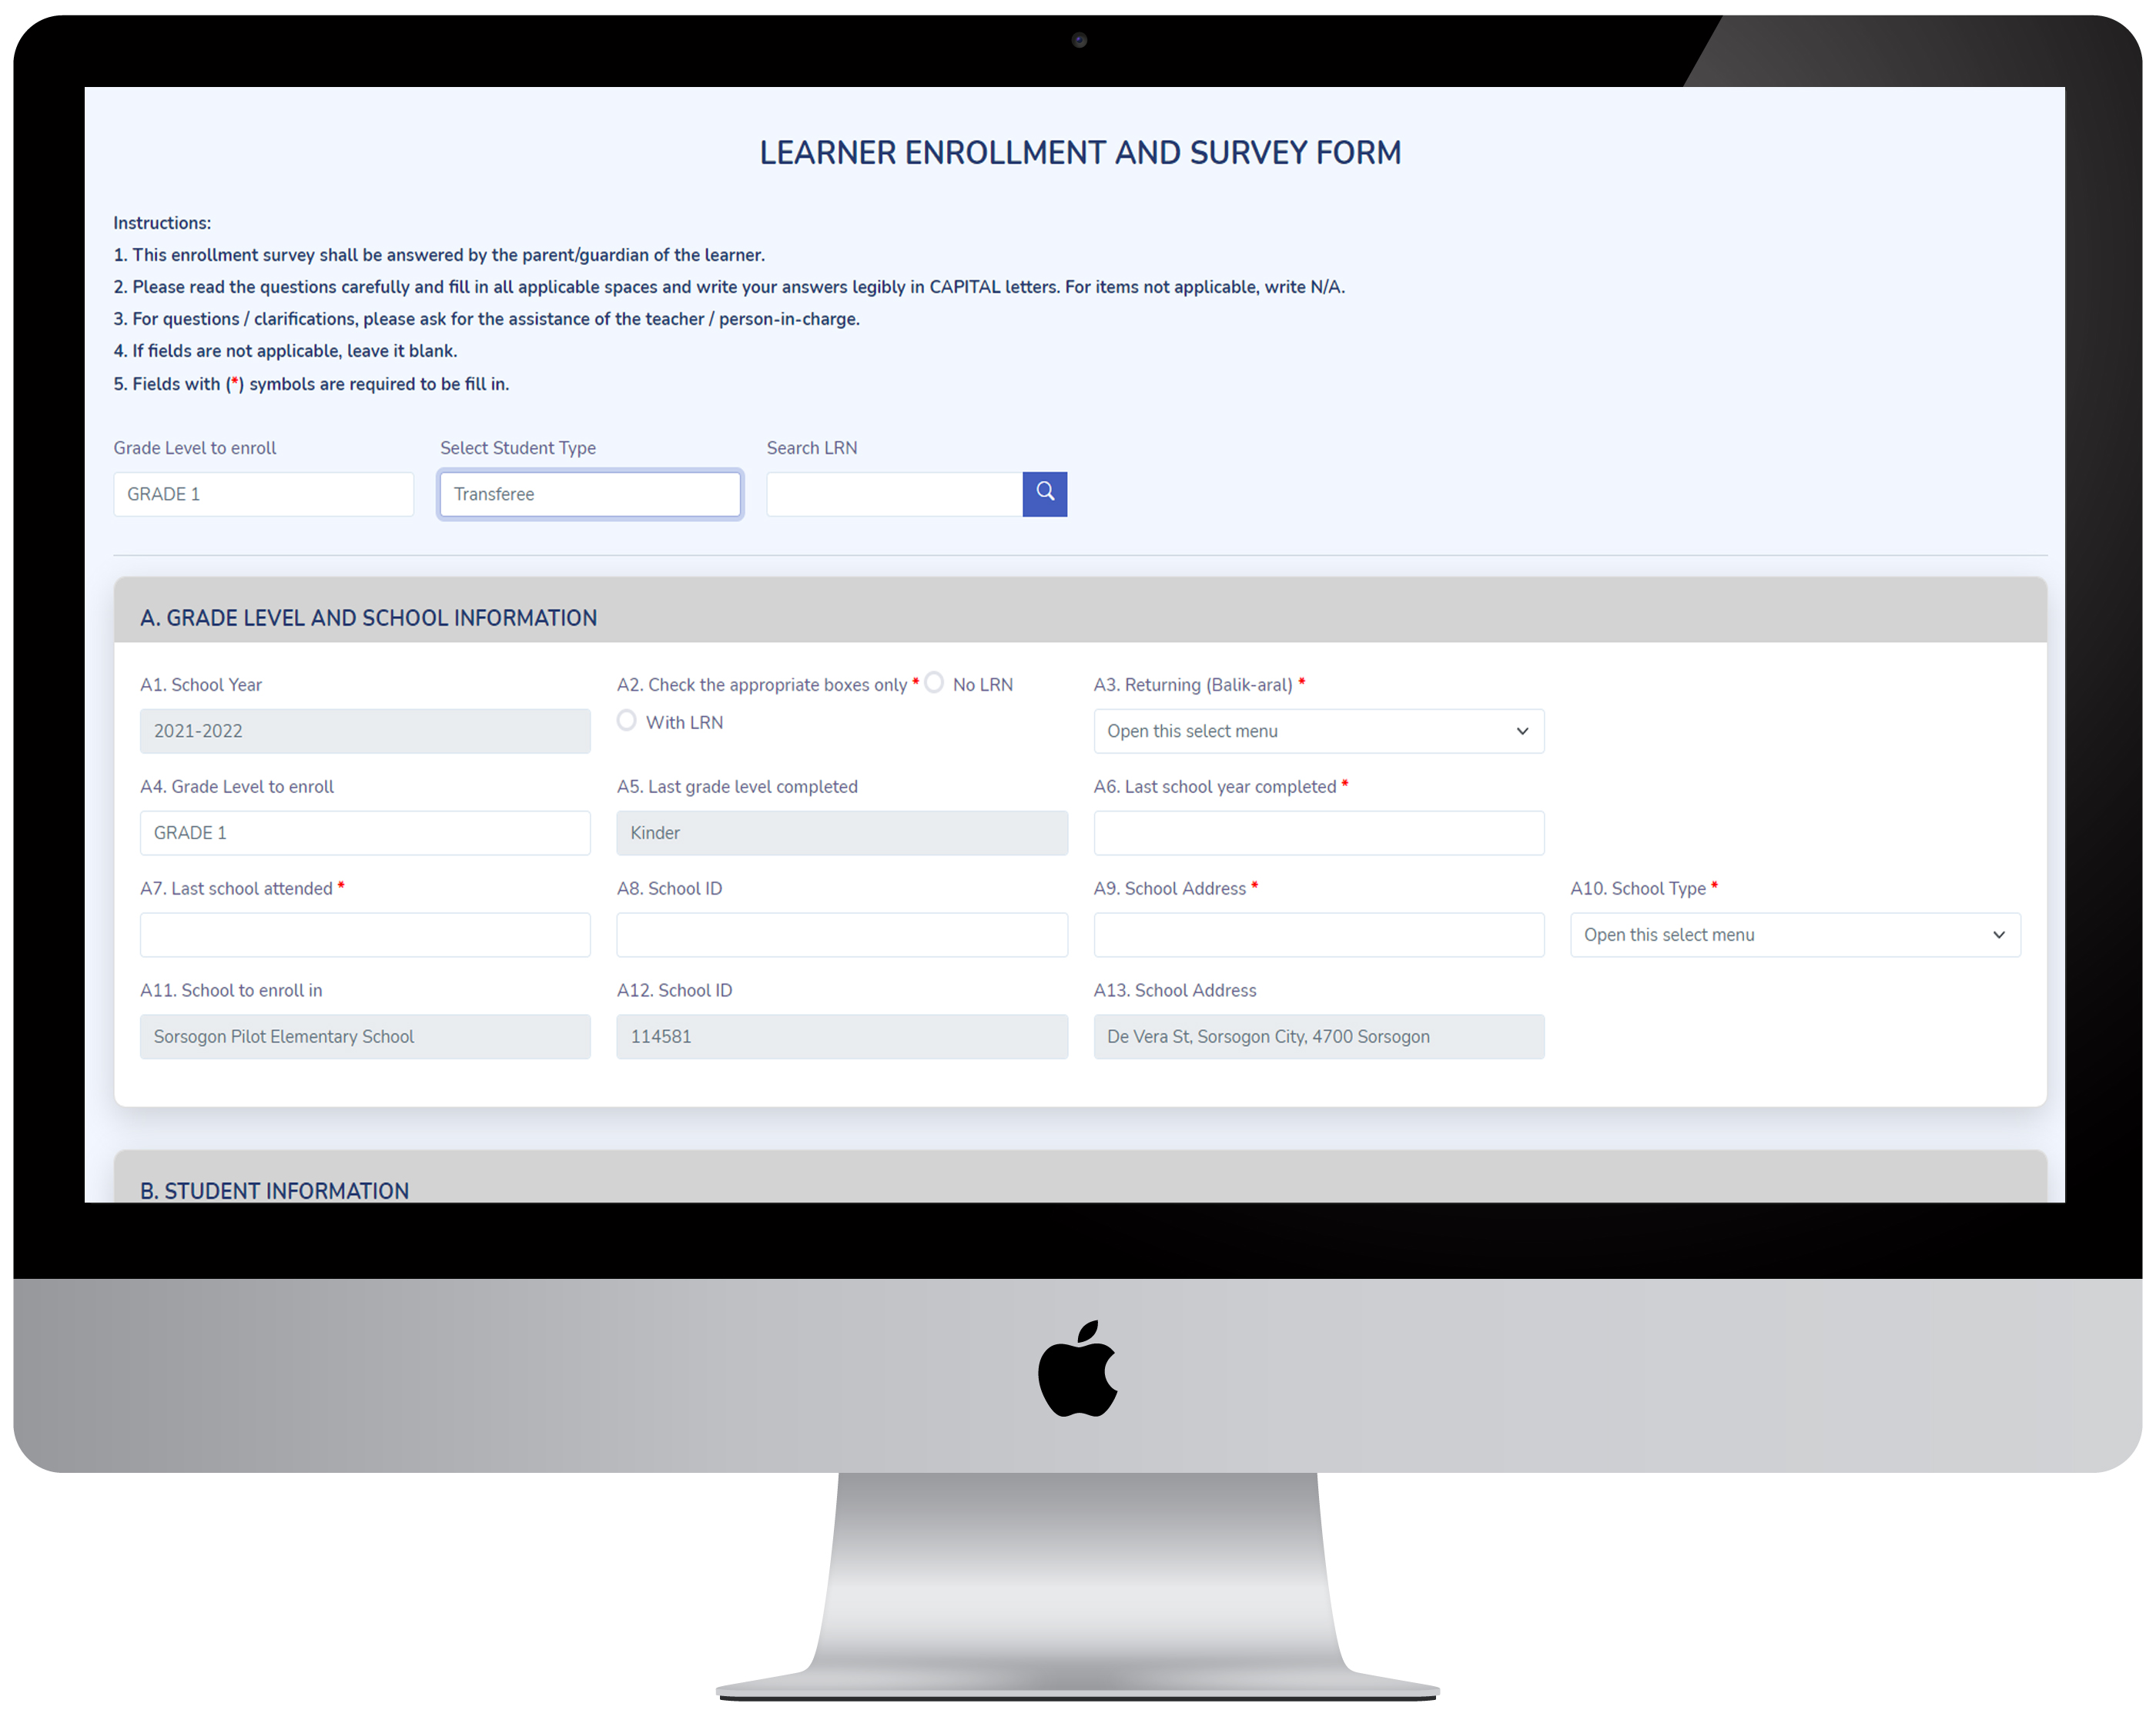 LEARNER ENROLLMENT AND SURVEY FORM
Instructions:
1. This enrollment survey shall be answered by the parent/guardian of the learner.
2. Please read the questions carefully and fill in all applicable spaces and write your answers legibly in CAPITAL letters. For items not applicable, write N/A.
3. For questions / clarifications, please ask for the assistance of the teacher / person-in-charge.
4. If fields are not applicable, leave it blank.
5. Fields with (*) symbols are required to be fill in.
Grade Level to enroll Select Student Type Search LRN
GRADE 1 Transferee
A. GRADE LEVEL AND SCHOOL INFORMATION
A1. School Year A2. Check the appropriate boxes only * No LRN A3. Returning (Balik-aral) *
2021-2022 With LRN Open this select menu
A4. Grade Level to enroll A5. Last grade level completed A6. Last school year completed *
GRADE 1 Kinder
A7. Last school attended * A8. School ID A9. School Address * A10. School Type *
Open this select menu
A11. School to enroll in A12. School ID A13. School Address
Sorsogon Pilot Elementary School 114581 De Vera St, Sorsogon City, 4700 Sorsogon
B. STUDENT INFORMATION